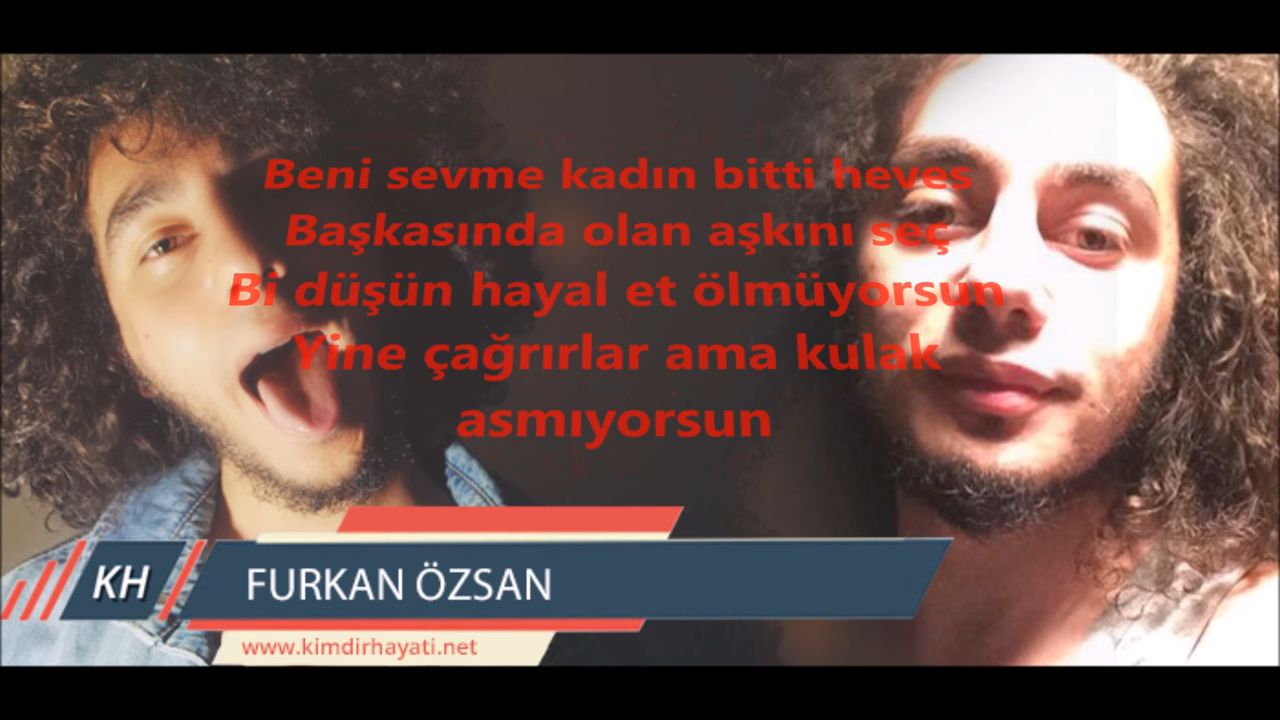 Beni sevme kadın bitti heves
Başkasında olan aşkını seç
Bi düşün hayal et ölmüyorsun
Yine çağrırlar ama kulak
asmıyorsun
KH
FURKAN ÖZSAN
www.kimdirhayati.net